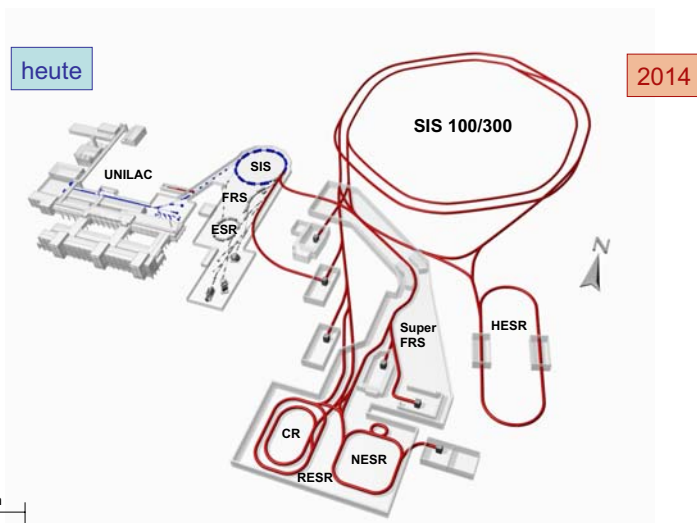 heute
2014
SIS 100/300
UNILAC
SIS
FRS
ESR
N
Super
FRS
HESR
CR
NESR
RESR